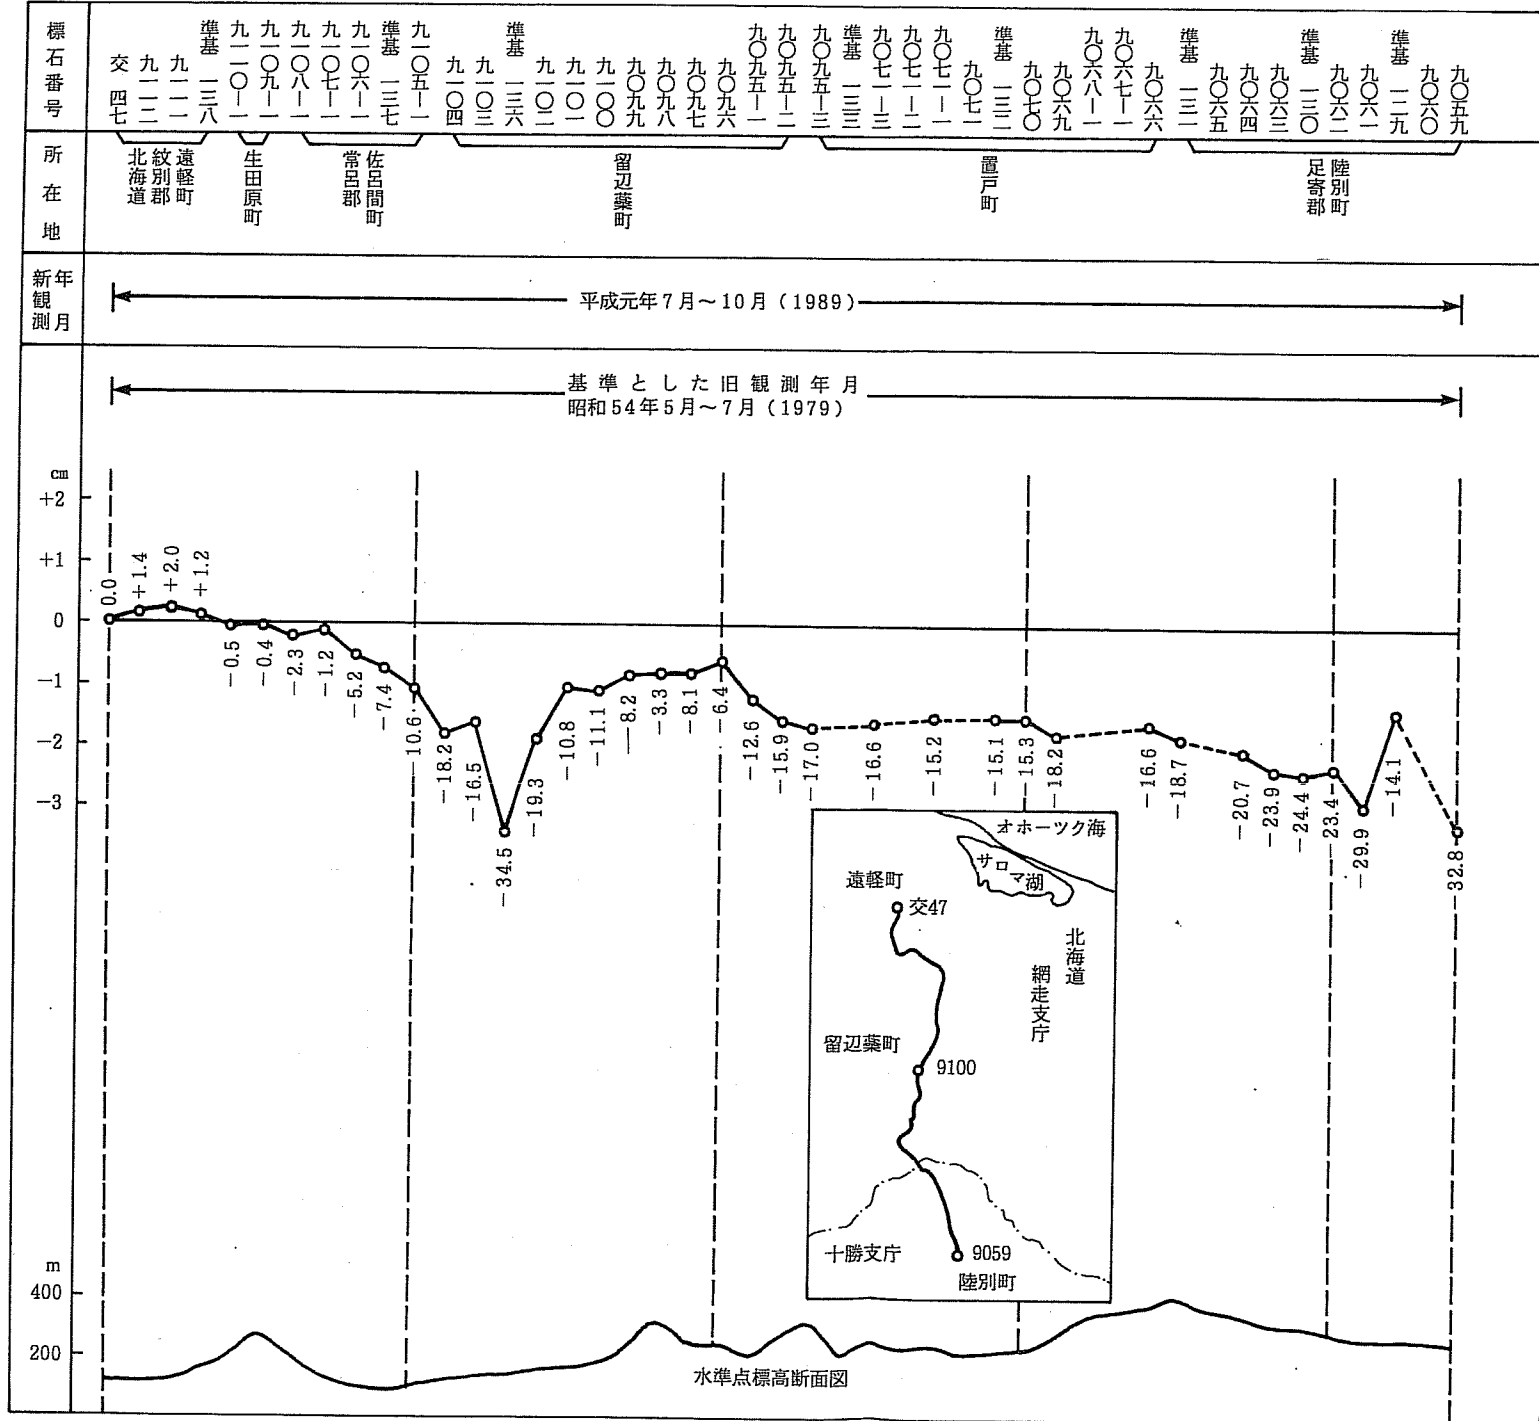 標石番号
交 四七
九一一二
九一一一
準基 一三八
九一一〇―一
九一〇九―一
九一〇八―一
九一〇七―一
九一〇六―一
準基 一三七
九一〇五―一
九一〇四
九一〇三
準基 一三六
九一〇二
九一〇一
九一〇〇
九〇九九
九〇九八
九〇九七
九〇九六
九〇九五―一
九〇九五―二
九〇九五―三
準基 一三三
九〇七一―三
九〇七一―二
九〇七一―一
九〇七一
準基 一三二
九〇七〇
九〇六九
九〇六八―一
九〇六七―一
九〇六六
準基 一三一
九〇六五
九〇六四
九〇六三
準基 一三〇
九〇六二
九〇六一
準基 一二九
九〇六〇
九〇五九
所在地
北海道
紋別郡
遠軽町
生田原町
常呂郡
佐呂間町
留辺蘂町
置戸町
足寄郡
陸別町
新観測
年月
平成元年7月~10月(1989)
基準とした旧観測年月
昭和54年5月~7月(1979)
cm
+2
+1
0
-1
-2
-3
0.0
+1.4
+2.0
+1.2
-0.5
-0.4
-2.3
-1.2
-5.2
-7.4
-10.6
-18.2
-16.5
-34.5
-19.3
-10.8
-11.1
-8.2
-3.3
-8.1
-6.4
-12.6
-15.9
-17.0
-16.6
-15.2
-15.1
-15.3
-18.2
-16.6
-18.7
-20.7
-23.9
-24.4
-23.4
-29.9
-14.1
-32.8
オホーツク海
サロマ湖
遠軽町
交47
北海道
網走支庁
留辺蘂町
9100
十勝支庁
9059
陸別町
m
400
200
水準点標高断面図